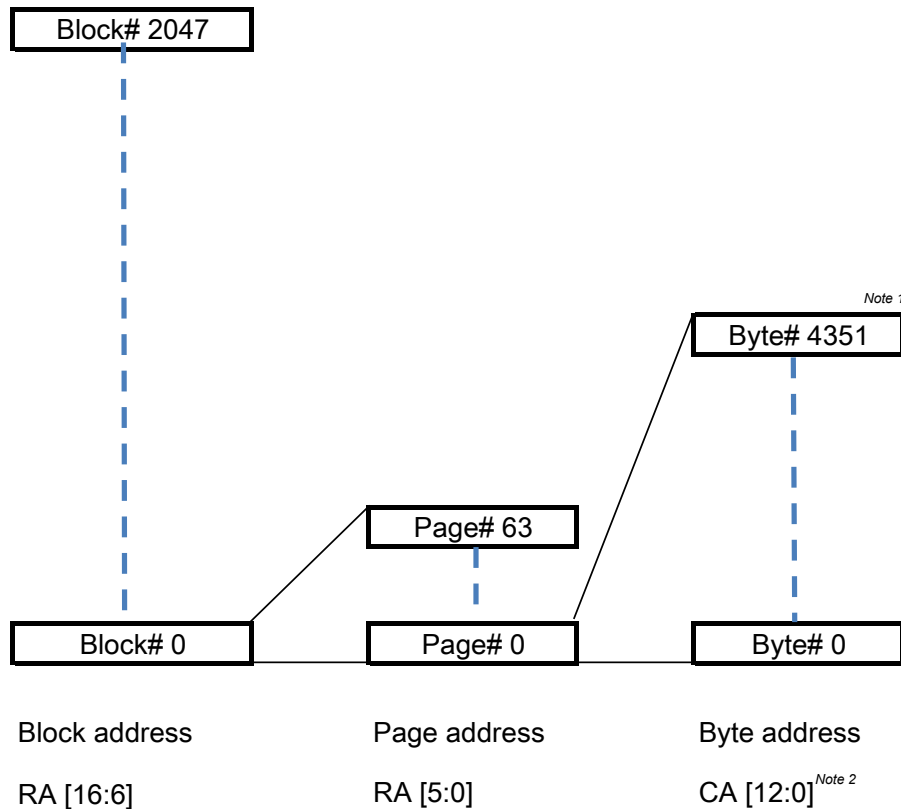 Block# 2047
Note 1
Byte# 4351
Page# 63
Block# 0
Page# 0
Byte# 0
Block address
Page address
Byte address
RA [16:6]
RA [5:0]
CA [12:0] Note 2